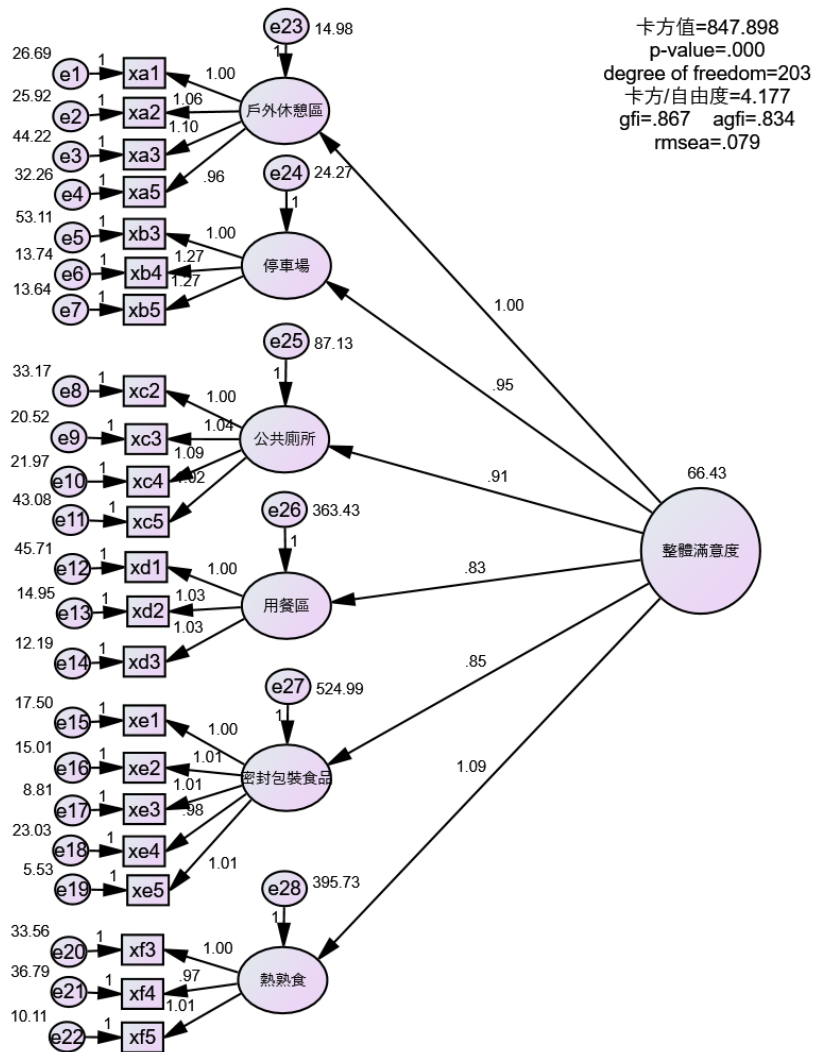 卡方值=847.898
p-value=.000
degree of freedom=203
卡方/自由度=4.177
gfi=.867 agfi=.834
rmsea=.079
e23 14.98
26.69 e1 1 xa1 1.00
25.92 e2 1 xa2 1.06
44.22 e3 1 xa3 1.10
32.26 e4 1 xa5 .96
1
戶外休憩區
e24 24.27
53.11 e5 1 xb3 1.00
13.74 e6 1 xb4 1.27
13.64 e7 1 xb5 1.27
1
停車場
e25 87.13
33.17 e8 1 xc2 1.00
20.52 e9 1 xc3 1.04
21.97 e10 1 xc4 1.09
43.08 e11 1 xc5 1.02
1
公共廁所
e26 363.43
45.71 e12 1 xd1 1.00
14.95 e13 1 xd2 1.03
12.19 e14 1 xd3 1.03
1
用餐區
e27 524.99
17.50 e15 1 xe1 1.00
15.01 e16 1 xe2 1.01
8.81 e17 1 xe3 1.01
23.03 e18 1 xe4 .98
5.53 e19 1 xe5 1.01
1
密封包裝食品
e28 395.73
33.56 e20 1 xf3 1.00
36.79 e21 1 xf4 .97
10.11 e22 1 xf5 1.01
1
熱熟食
1.00
.95
.91
.83
.85
1.09
66.43
整體滿意度